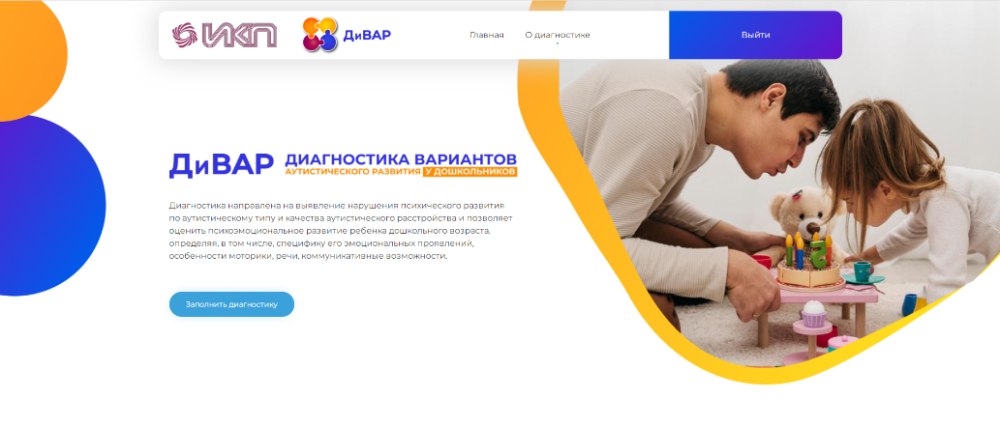 ИКП
ДиВАР
Главная
О диагностике
Выйти
ДиВАР
ДИАГНОСТИКА ВАРИАНТОВ
АУТИСТИЧЕСКОГО РАЗВИТИЯ У ДОШКОЛЬНИКОВ
Диагностика направлена на выявление нарушения психического развития
по аутистическому типу и качества аутистического расстройства и позволяет
оценить психоэмоциональное развитие ребенка дошкольного возраста,
определяя, в том числе, специфику его эмоциональных проявлений,
особенности моторики, речи, коммуникативные возможности.
Заполнить диагностику
5